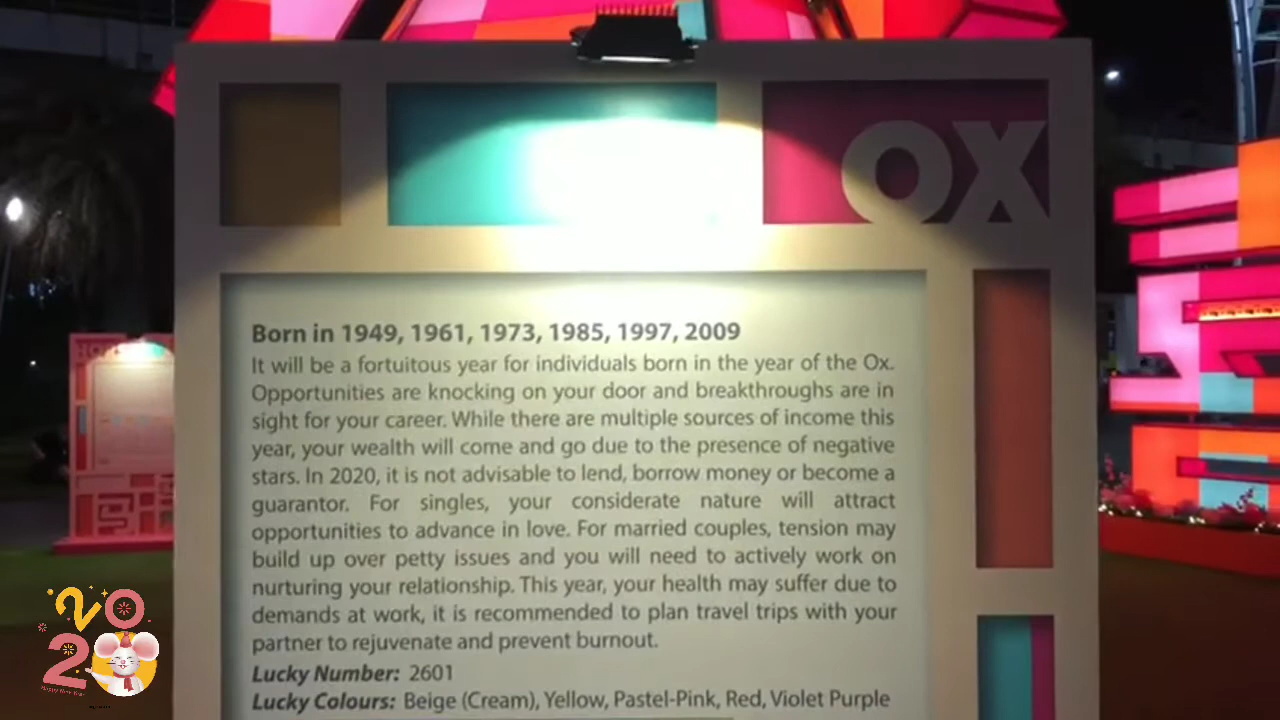 OX
Born in 1949, 1961, 1973, 1985, 1997, 2009
It will be a fortuitous year for individuals born in the year of the Ox.
Opportunities are knocking on your door and breakthroughs are in
sight for your career. While there are multiple sources of income this
year, your wealth will come and go due to the presence of negative
stars. In 2020, it is not advisable to lend, borrow money or become a
guarantor. For singles, your considerate nature will attract
opportunities to advance in love. For married couples, tension may
build up over petty issues and you will need to actively work on
nurturing your relationship. This year, your health may suffer due to
demands at work, it is recommended to plan travel trips with your
partner to rejuvenate and prevent burnout.
Lucky Number: 2601
Lucky Colours: Beige (Cream), Yellow, Pastel-Pink, Red, Violet Purple
2020